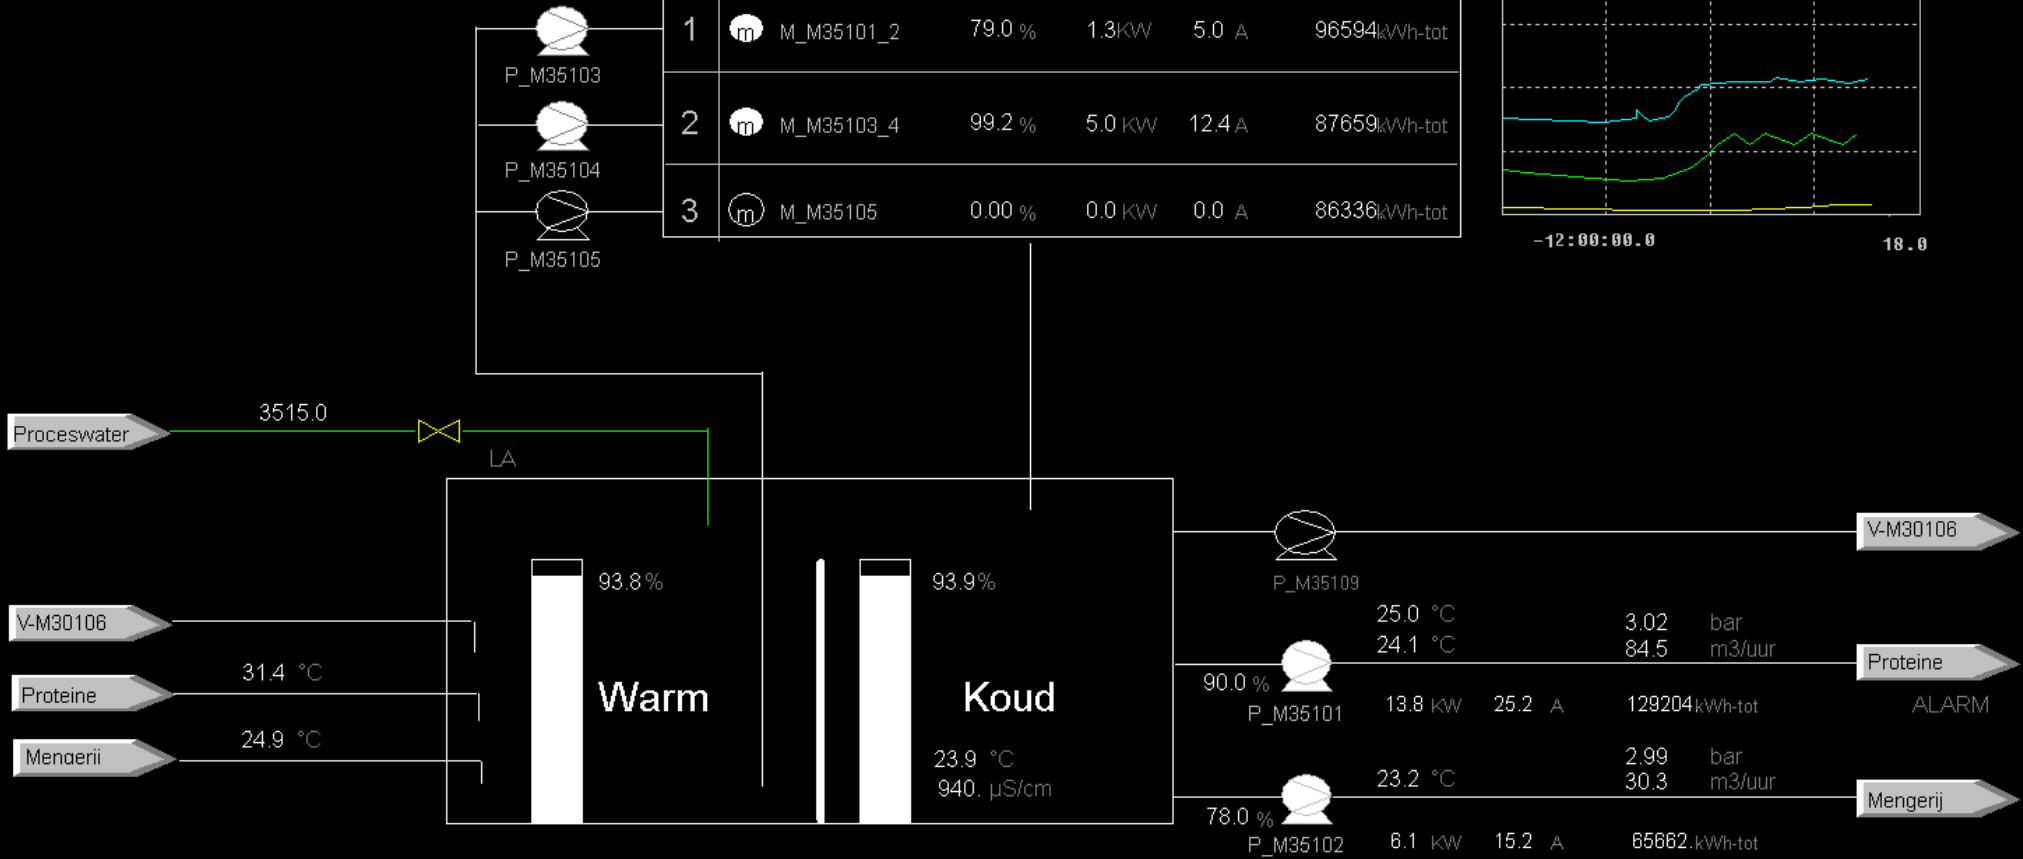 1 m M_M35101_2 79.0 % 1.3KW 5.0 A 96594kWh-tot
P_M35103
2 m M_M35103_4 99.2 % 5.0 KW 12.4 A 87659kWh-tot
P_M35104
3 m M_M35105 0.00 % 0.0 KW 0.0 A 86336kWh-tot
P_M35105
-12:00:00.0 18.0
3515.0
Proceswater
LA
V-M30106
93.8% 93.9%
P_M35109
25.0 °C 3.02 bar
V-M30106
24.1 °C 84.5 m3/uur
31.4 °C
Proteine
90.0 %
Proteine Warm Koud
P_M35101 13.8 KW 25.2 A 129204kWh-tot ALARM
24.9 °C
Mengerij
23.9 °C 2.99 bar
23.2 °C 30.3 m3/uur
940. µS/cm
Mengerij
78.0 %
P_M35102 6.1 KW 15.2 A 65662.kWh-tot